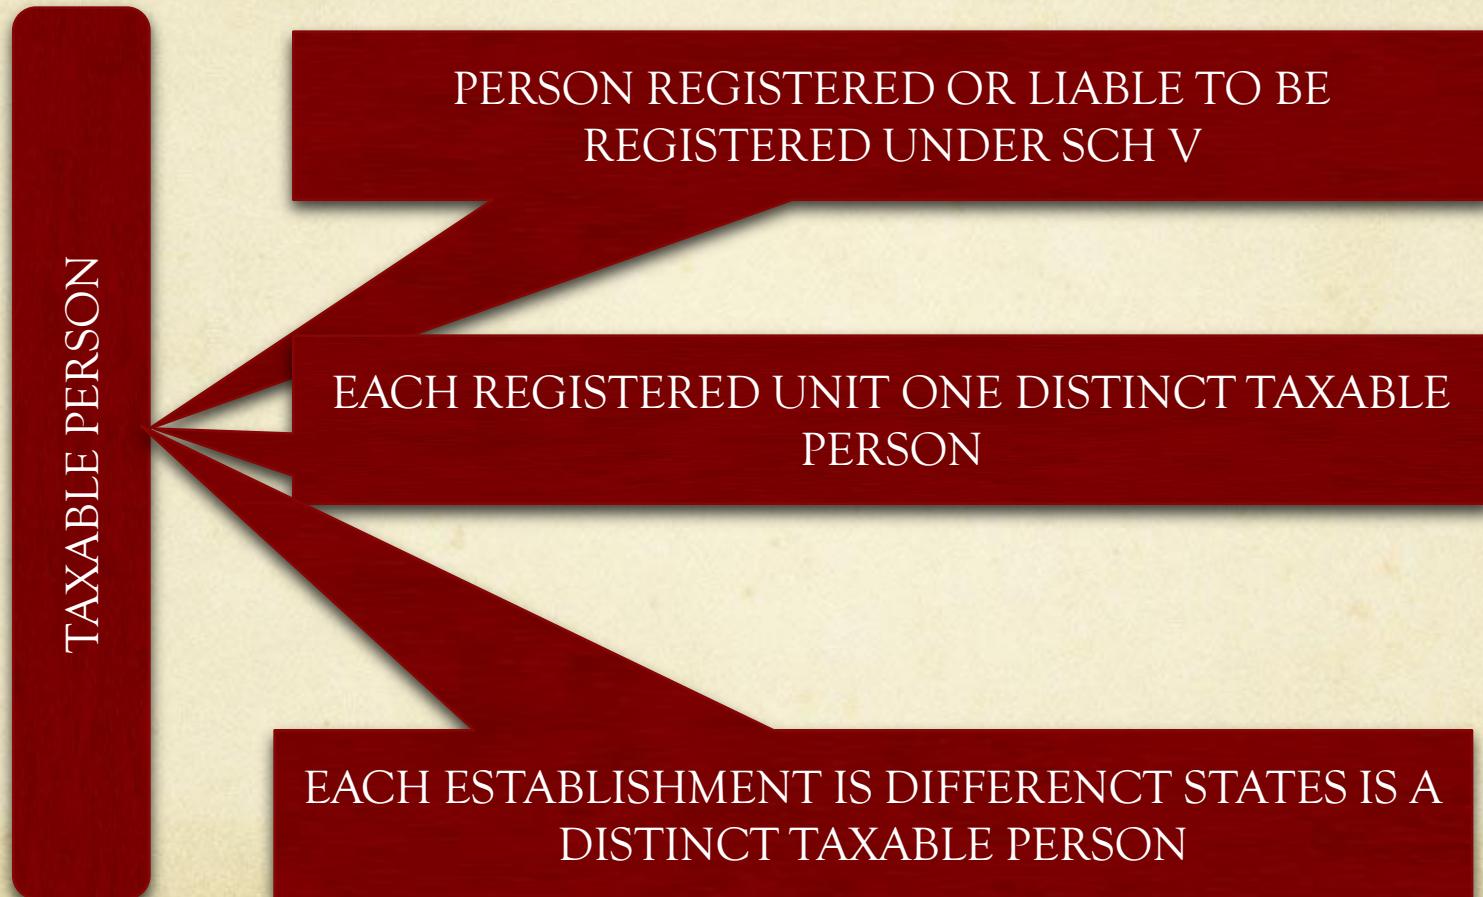 TAXABLE PERSON
PERSON REGISTERED OR LIABLE TO BE
REGISTERED UNDER SCH V
EACH REGISTERED UNIT ONE DISTINCT TAXABLE
PERSON
EACH ESTABLISHMENT IS DIFFERENCT STATES IS A
DISTINCT TAXABLE PERSON